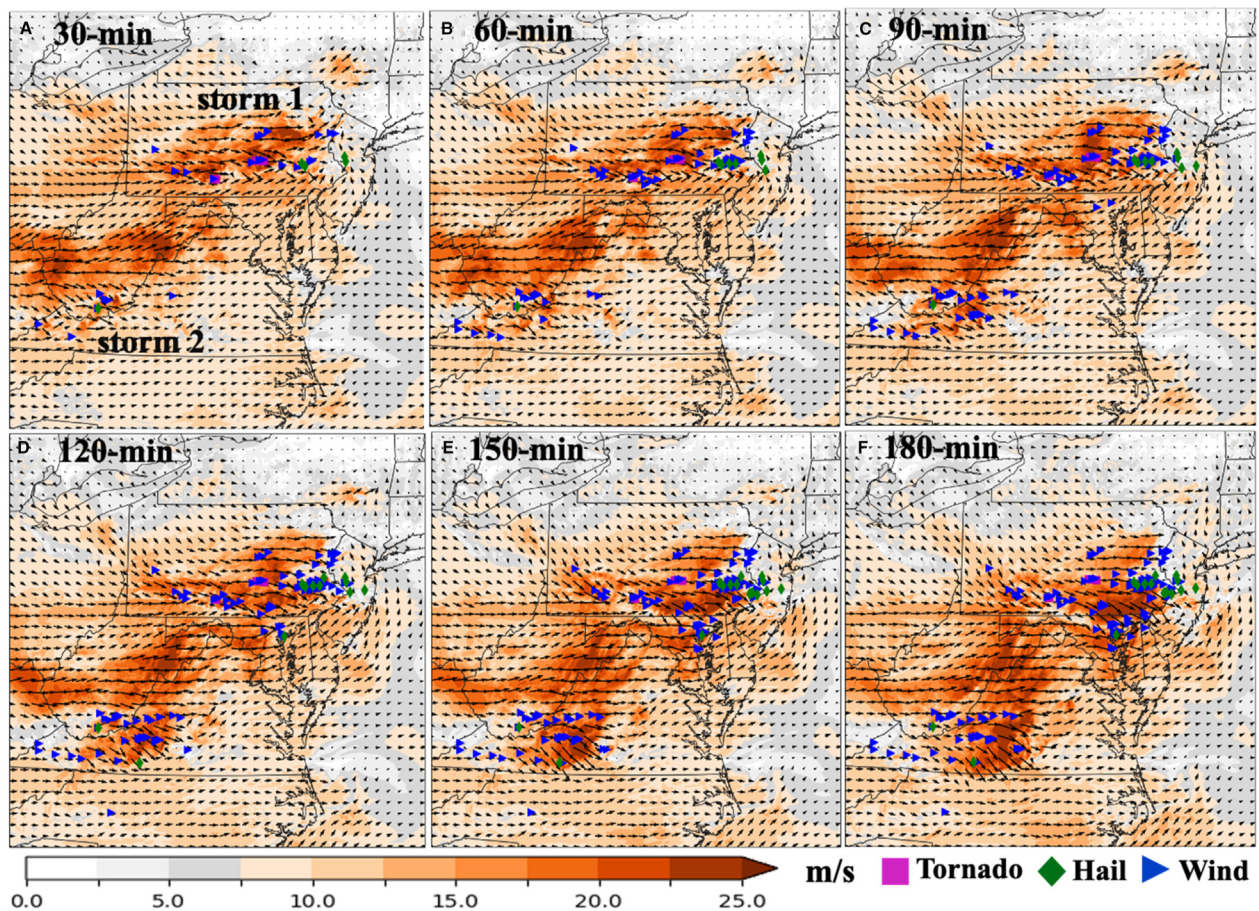 A 30-min
B 60-min
C 90-min
storm 1
storm 2
D 120-min
E 150-min
F 180-min
0.0 5.0 10.0 15.0 20.0 25.0 m/s Tornado Hail Wind